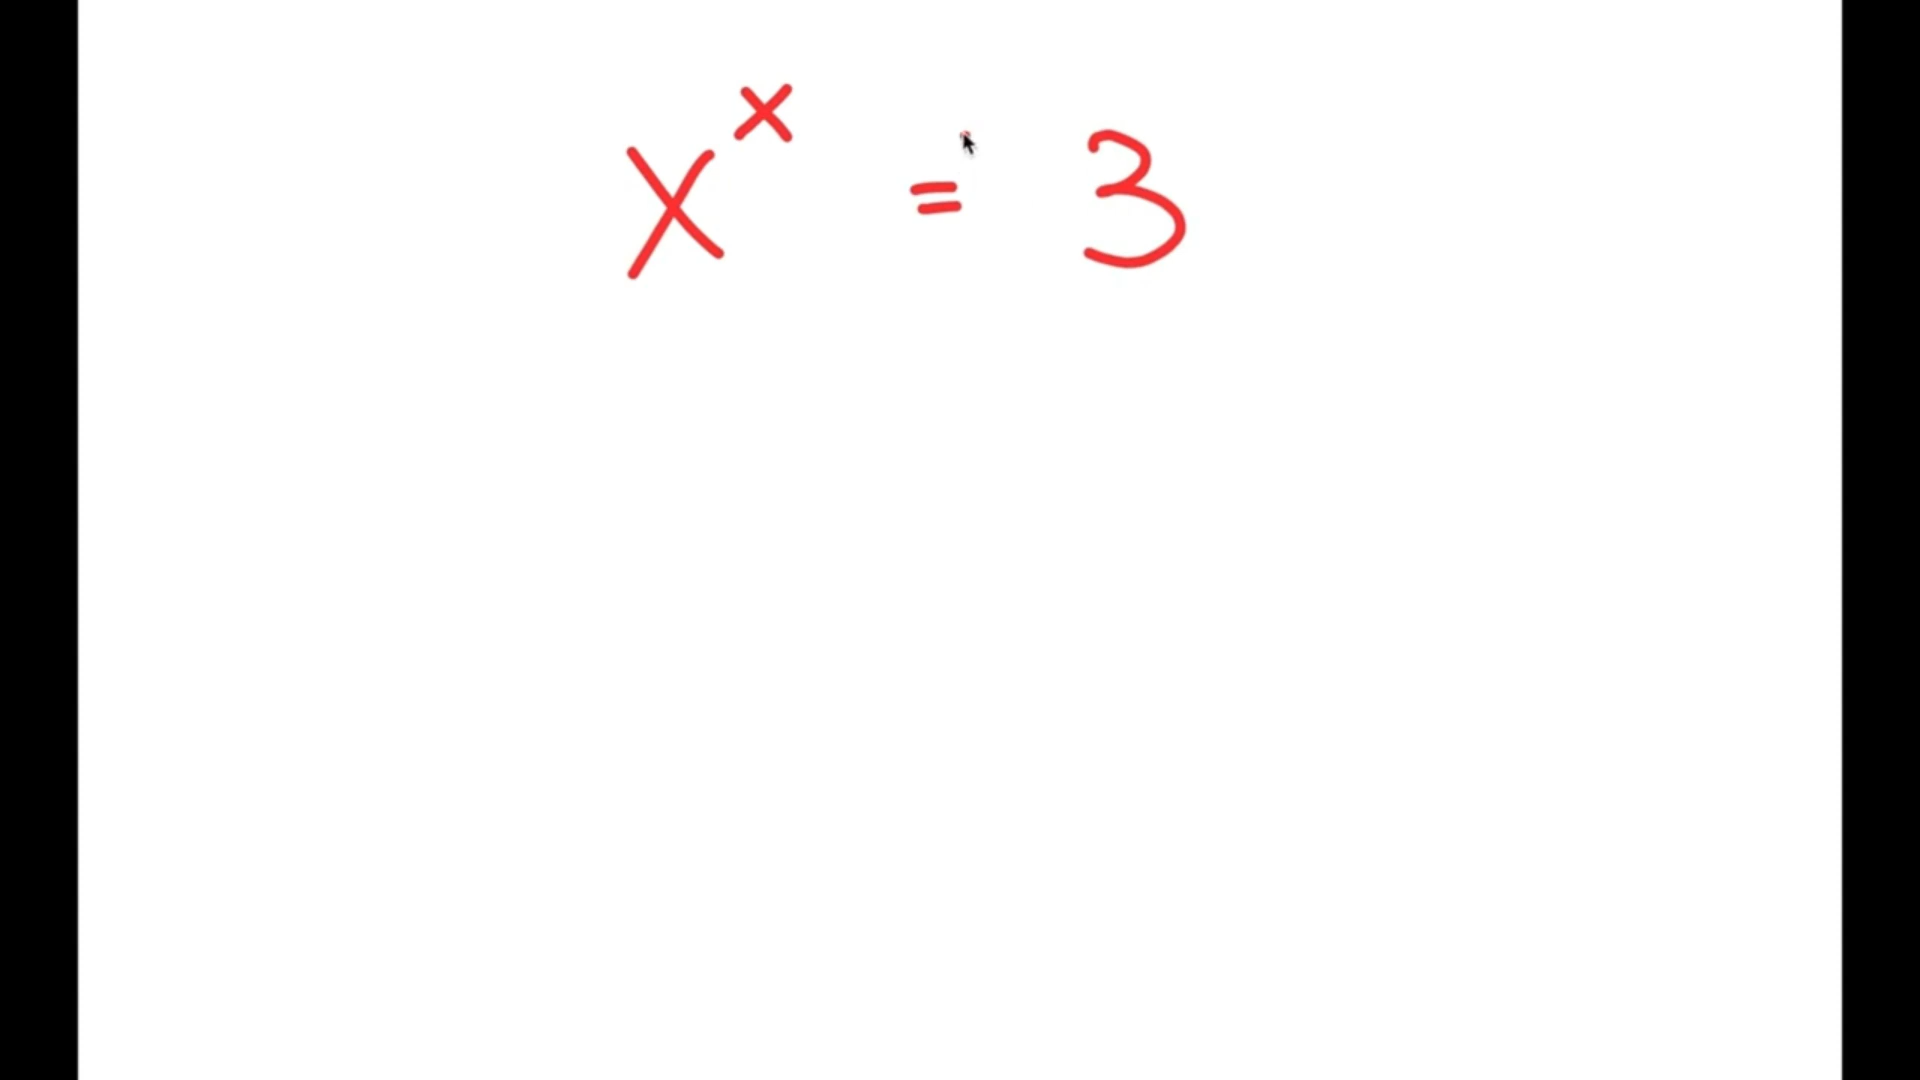 x^x = 3